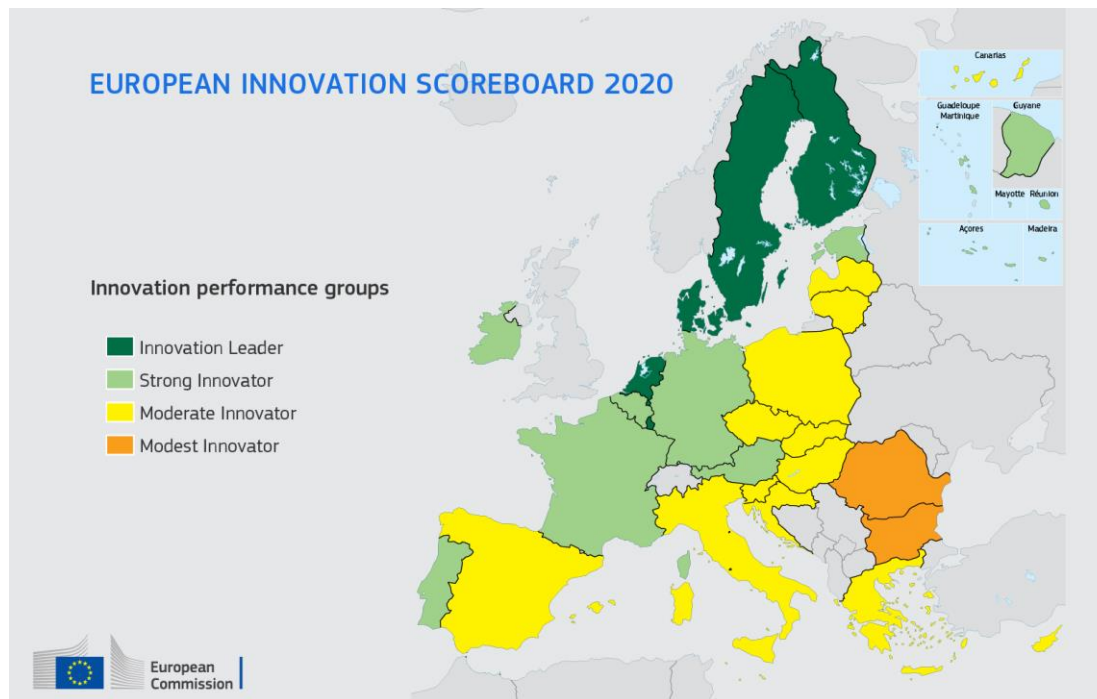 EUROPEAN INNOVATION SCOREBOARD 2020
Canarias
Guadeloupe
Martinique
Guyane
Mayotte
Réunion
Açores
Madeira
Innovation performance groups
Innovation Leader
Strong Innovator
Moderate Innovator
Modest Innovator
European
Commission